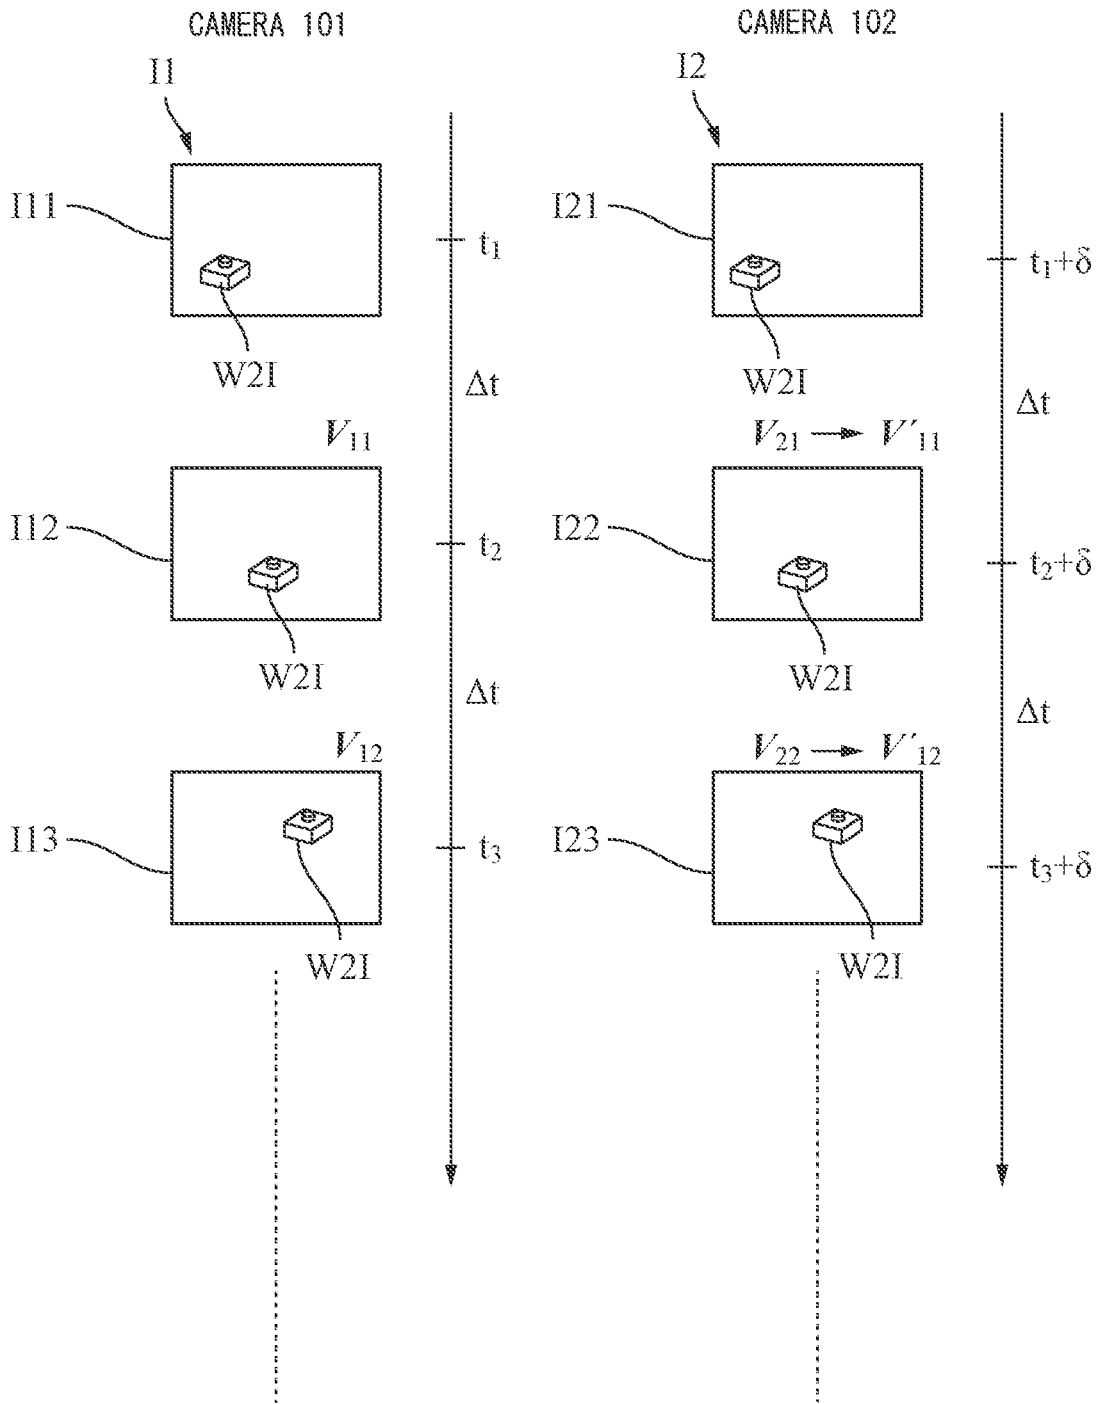 CAMERA 101
I1
I11
t₁
W2I
Δt
V₁₁
I12
t₂
W2I
Δt
V₁₂
I13
t₃
W2I
CAMERA 102
I2
I21
t₁+δ
W2I
Δt
V₂₁ → V′₁₁
I22
t₂+δ
W2I
Δt
V₂₂ → V′₁₂
I23
t₃+δ
W2I